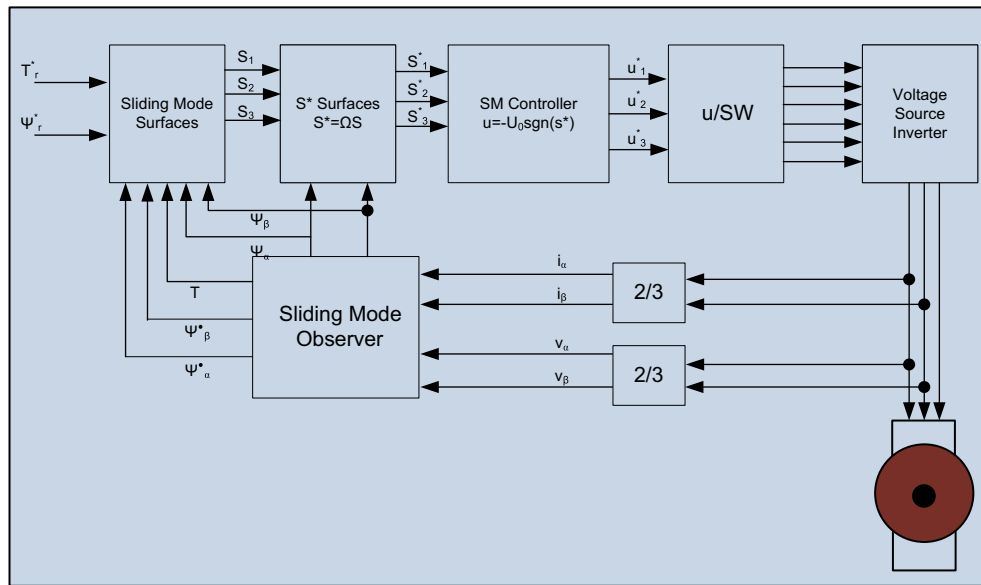 T*r
Ψ*r
Sliding Mode
Surfaces
S1
S2
S3
S* Surfaces
S*=ΩS
S*1
S*2
S*3
SM Controller
u=-U0sgn(s*)
u*1
u*2
u*3
u/SW
Voltage
Source
Inverter
Ψβ
Ψα
T
Ψ•β
Ψ•α
Sliding Mode
Observer
iα
iβ
2/3
vα
vβ
2/3